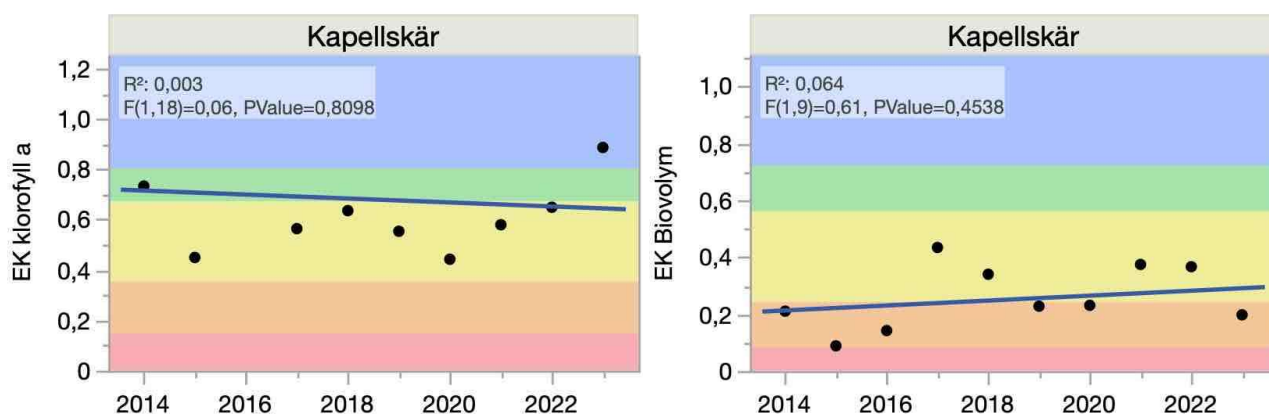 Kapellskär
R²: 0,003
F(1,18)=0,06, PValue=0,8098
EK klorofyll a
1,2
1,0
0,8
0,6
0,4
0,2
0
2014 2016 2018 2020 2022
Kapellskär
R²: 0,064
F(1,9)=0,61, PValue=0,4538
EK Biovolym
1,0
0,8
0,6
0,4
0,2
0
2014 2016 2018 2020 2022